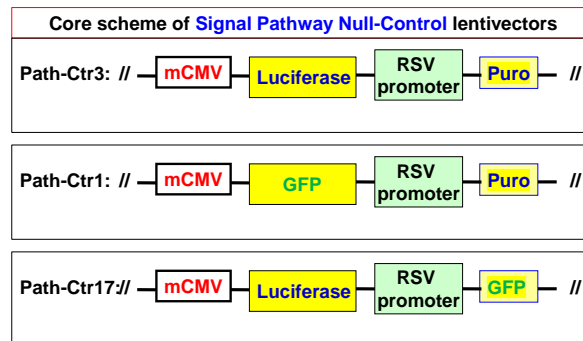 Core scheme of Signal Pathway Null-Control lentivectors
Path-Ctr3: // mCMV Luciferase RSV promoter Puro //
Path-Ctr1: // mCMV GFP RSV promoter Puro //
Path-Ctr17:// mCMV Luciferase RSV promoter GFP //